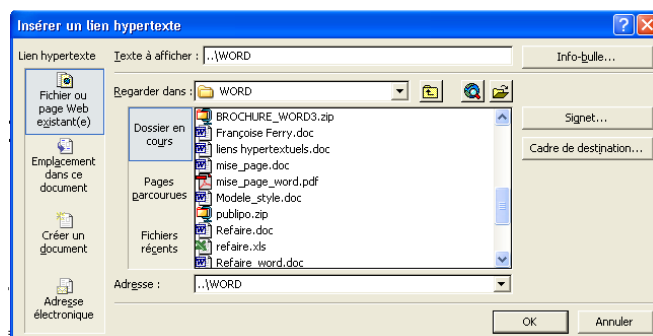 Insérer un lien hypertexte
Lien hypertexte
Texte à afficher : ..\WORD
Info-bulle...
Fichier ou
page Web
existant(e)
Regarder dans : WORD
Dossier en
cours
Pages
parcourues
Fichiers
récents
BROCHURE_WORD3.zip
Françoise Ferry.doc
liens hypertextuels.doc
mise_page.doc
mise_page_word.pdf
Modele_style.doc
publipo.zip
Refaire.doc
refaire.xls
Refaire_word.doc
Signet...
Cadre de destination...
Emplacement
dans ce
document
Créer un
document
Adresse
électronique
Adresse : ..\WORD
OK Annuler